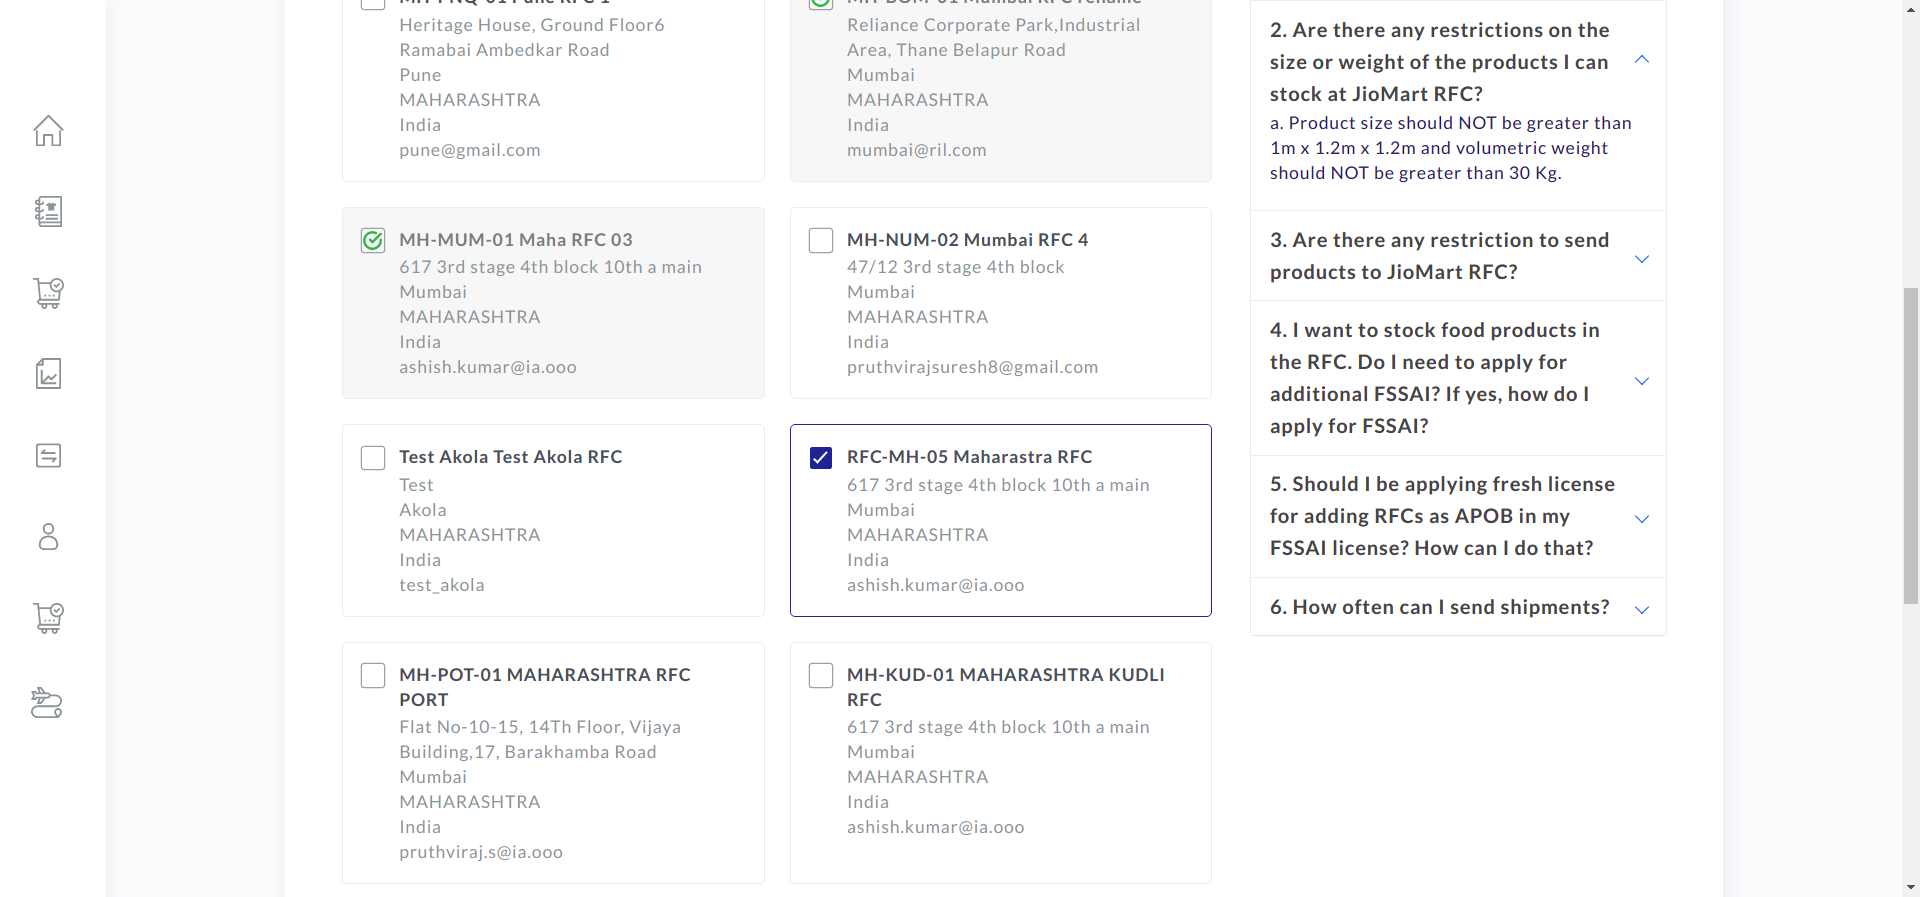 MH-PNQ-01 Pune RFC 1
Heritage House, Ground Floor6
Ramabai Ambedkar Road
Pune
MAHARASHTRA
India
pune@gmail.com
MH-BOM-01 Mumbai RFC rename
Reliance Corporate Park,Industrial
Area, Thane Belapur Road
Mumbai
MAHARASHTRA
India
mumbai@ril.com
MH-MUM-01 Maha RFC 03
617 3rd stage 4th block 10th a main
Mumbai
MAHARASHTRA
India
ashish.kumar@ia.ooo
MH-NUM-02 Mumbai RFC 4
47/12 3rd stage 4th block
Mumbai
MAHARASHTRA
India
pruthvirajsuresh8@gmail.com
Test Akola Test Akola RFC
Test
Akola
MAHARASHTRA
India
test_akola
RFC-MH-05 Maharastra RFC
617 3rd stage 4th block 10th a main
Mumbai
MAHARASHTRA
India
ashish.kumar@ia.ooo
MH-POT-01 MAHARASHTRA RFC
PORT
Flat No-10-15, 14Th Floor, Vijaya
Building,17, Barakhamba Road
Mumbai
MAHARASHTRA
India
pruthviraj.s@ia.ooo
MH-KUD-01 MAHARASHTRA KUDLI
RFC
617 3rd stage 4th block 10th a main
Mumbai
MAHARASHTRA
India
ashish.kumar@ia.ooo
2. Are there any restrictions on the
size or weight of the products I can
stock at JioMart RFC?
a. Product size should NOT be greater than
1m x 1.2m x 1.2m and volumetric weight
should NOT be greater than 30 Kg.
3. Are there any restriction to send
products to JioMart RFC?
4. I want to stock food products in
the RFC. Do I need to apply for
additional FSSAI? If yes, how do I
apply for FSSAI?
5. Should I be applying fresh license
for adding RFCs as APOB in my
FSSAI license? How can I do that?
6. How often can I send shipments?